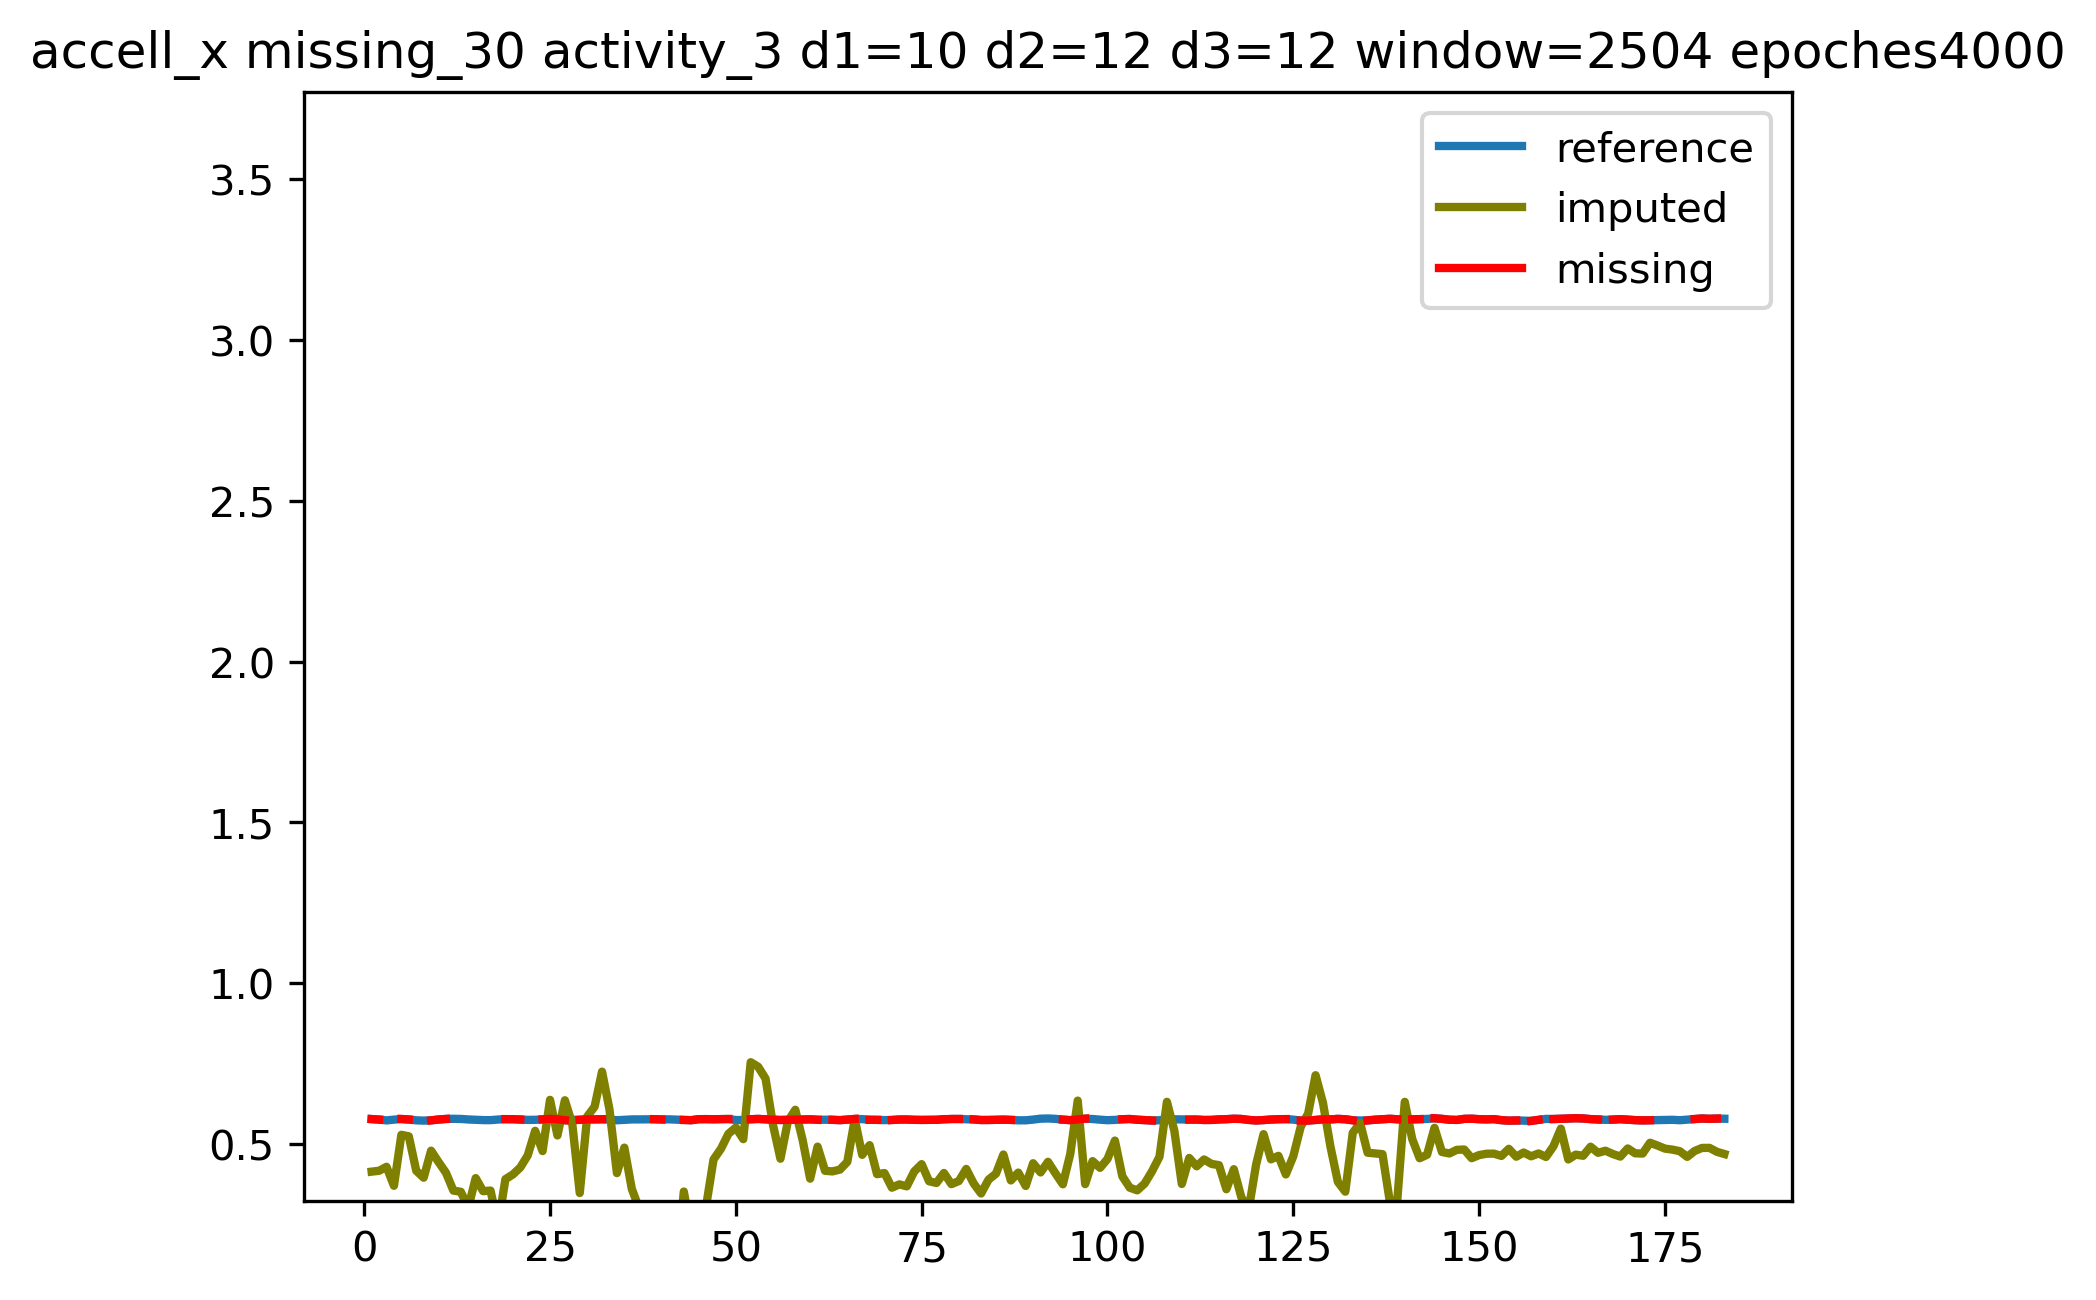 accell_x missing_30 activity_3 d1=10 d2=12 d3=12 window=2504 epoches4000
reference
imputed
missing
3.5
3.0
2.5
2.0
1.5
1.0
0.5
0 25 50 75 100 125 150 175